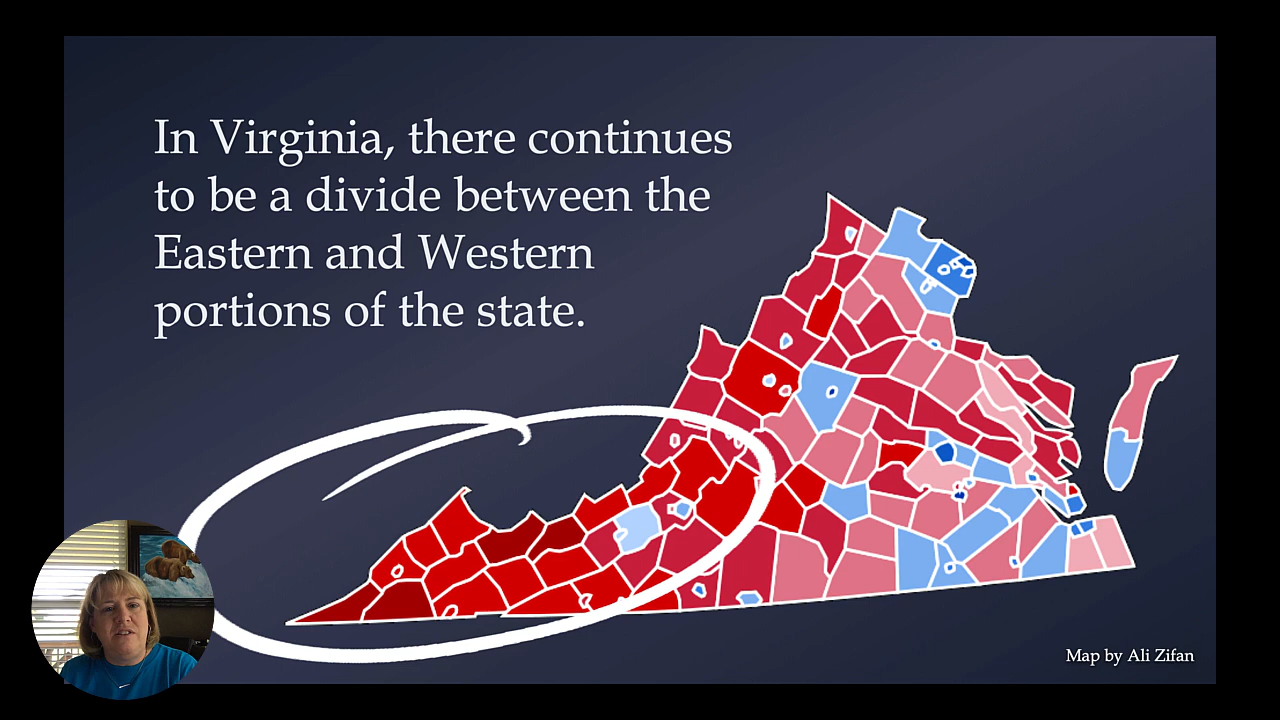 In Virginia, there continues
to be a divide between the
Eastern and Western
portions of the state.
Map by Ali Zifan